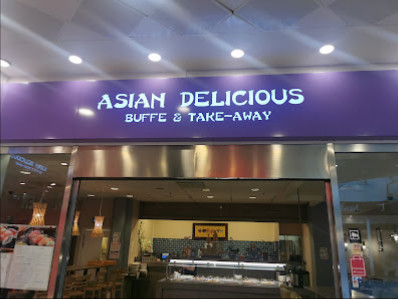 ASIAN DELICIOUS
BUFFE & TAKE-AWAY